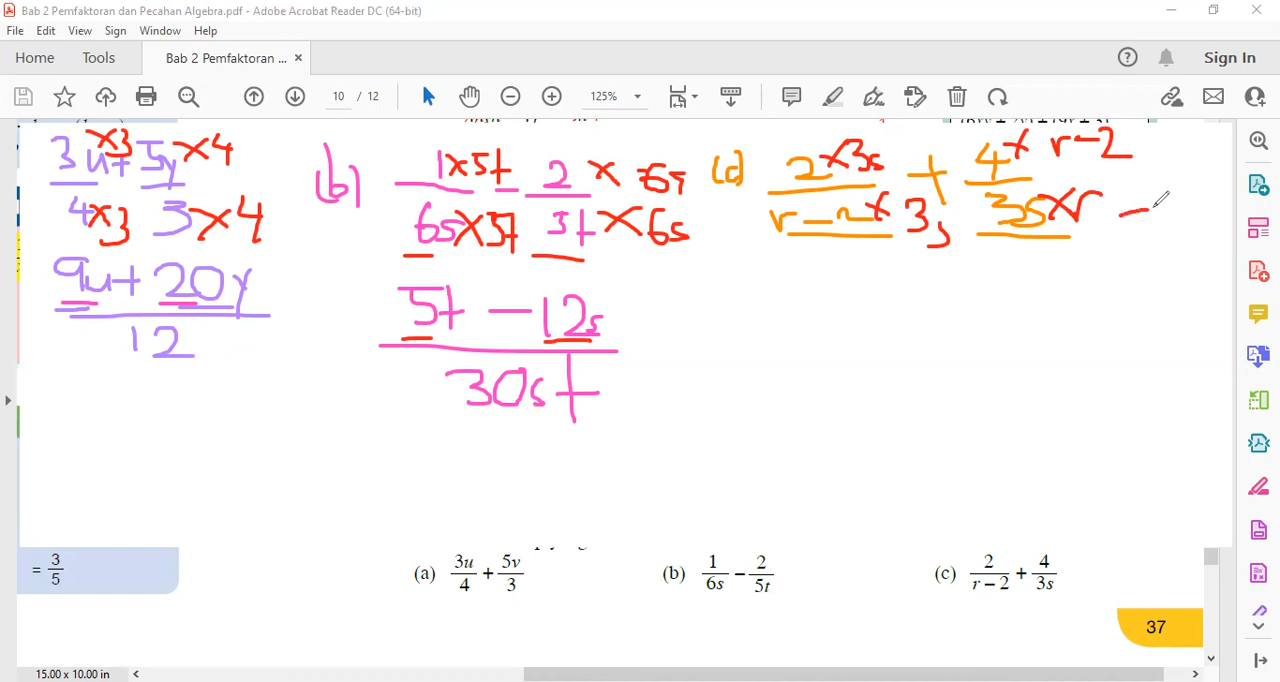 Bab 2 Pemfaktoran dan Pecahan Algebra.pdf - Adobe Acrobat Reader DC (64-bit)
File Edit View Sign Window Help
Home Tools Bab 2 Pemfaktoran ... × Sign In
10 / 12 125%
3u×3 + 5y×4
4×3 3×4
9u + 20y
12
(b) 1×5t - 2 × 6s
6s×5t 5t×6s
5t - 12s
30st
(c) 2×3s + 4× r-2
r-2× 3s 3s×r -
= 3/5
(a) 3u/4 + 5v/3 (b) 1/6s - 2/5t (c) 2/r-2 + 4/3s
37
15.00 x 10.00 in